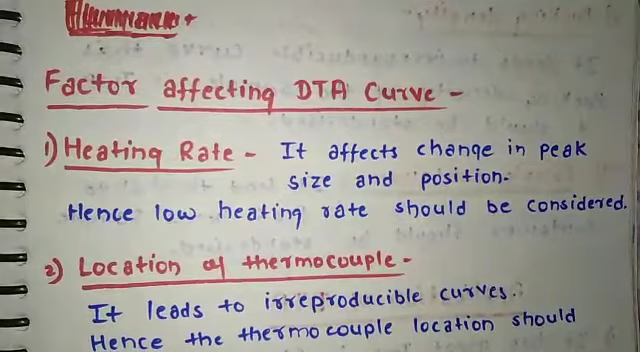 Factor affecting DTA Curve -
1) Heating Rate - It affects change in peak
size and position.
Hence low heating rate should be considered.
2) Location of thermocouple -
It leads to irreproducible curves.
Hence the thermocouple location should